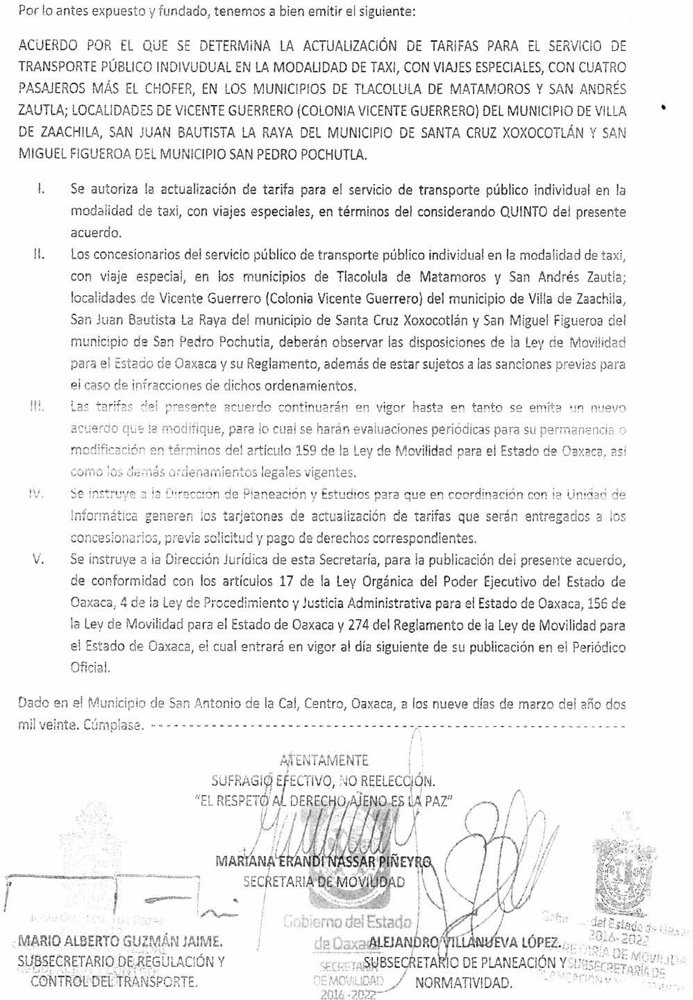 Por lo antes expuesto y fundado, tenemos a bien emitir el siguiente:
ACUERDO POR EL QUE SE DETERMINA LA ACTUALIZACIÓN DE TARIFAS PARA EL SERVICIO DE
TRANSPORTE PÚBLICO INDIVUDUAL EN LA MODALIDAD DE TAXI, CON VIAJES ESPECIALES, CON CUATRO
PASAJEROS MÁS EL CHOFER, EN LOS MUNICIPIOS DE TLACOLULA DE MATAMOROS Y SAN ANDRÉS
ZAUTLA; LOCALIDADES DE VICENTE GUERRERO (COLONIA VICENTE GUERRERO) DEL MUNICIPIO DE VILLA
DE ZAACHILA, SAN JUAN BAUTISTA LA RAYA DEL MUNICIPIO DE SANTA CRUZ XOXOCOTLÁN Y SAN
MIGUEL FIGUEROA DEL MUNICIPIO SAN PEDRO POCHUTLA.
I. Se autoriza la actualización de tarifa para el servicio de transporte público individual en la
modalidad de taxi, con viajes especiales, en términos del considerando QUINTO del presente
acuerdo.
II. Los concesionarios del servicio público de transporte público individual en la modalidad de taxi,
con viaje especial, en los municipios de Tlacolula de Matamoros y San Andrés Zautla;
localidades de Vicente Guerrero (Colonia Vicente Guerrero) del municipio de Villa de Zaachila,
San Juan Bautista La Raya del municipio de Santa Cruz Xoxocotlán y San Miguel Figueroa del
municipio de San Pedro Pochutla, deberán observar las disposiciones de la Ley de Movilidad
para el Estado de Oaxaca y su Reglamento, además de estar sujetos a las sanciones previas para
el caso de infracciones de dichos ordenamientos.
III. Las tarifas del presente acuerdo continuarán en vigor hasta en tanto se emita un nuevo
acuerdo que la modifique, para lo cual se harán evaluaciones periódicas para su permanencia o
modificación en términos del artículo 159 de la Ley de Movilidad para el Estado de Oaxaca, así
como los demás ordenamientos legales vigentes.
IV. Se instruye a la Dirección de Planeación y Estudios para que en coordinación con la Unidad de
Informática generen los tarjetones de actualización de tarifas que serán entregados a los
concesionarios, previa solicitud y pago de derechos correspondientes.
V. Se instruye a la Dirección Jurídica de esta Secretaría, para la publicación del presente acuerdo,
de conformidad con los artículos 17 de la Ley Orgánica del Poder Ejecutivo del Estado de
Oaxaca, 4 de la Ley de Procedimiento y Justicia Administrativa para el Estado de Oaxaca, 156 de
la Ley de Movilidad para el Estado de Oaxaca y 274 del Reglamento de la Ley de Movilidad para
el Estado de Oaxaca, el cual entrará en vigor al día siguiente de su publicación en el Periódico
Oficial.
Dado en el Municipio de San Antonio de la Cal, Centro, Oaxaca, a los nueve días de marzo del año dos
mil veinte. Cúmplase. ------------------------------------------------------------
ATENTAMENTE
SUFRAGIO EFECTIVO, NO REELECCIÓN.
"EL RESPETO AL DERECHO AJENO ES LA PAZ"
MARIANA ERANDI NASSAR PIÑEYRO
SECRETARIA DE MOVILIDAD
Gobierno del Estado
de Oaxaca
SECRETARÍA
DE MOVILIDAD
2016 - 2022
MARIO ALBERTO GUZMÁN JAIME.
SUBSECRETARIO DE REGULACIÓN Y
CONTROL DEL TRANSPORTE.
ALEJANDRO VILLANUEVA LÓPEZ.
SUBSECRETARIO DE PLANEACIÓN Y
NORMATIVIDAD.
del Estado de Oaxaca
2016-2022
SECRETARÍA DE MOVILIDAD
SUBSECRETARÍA DE